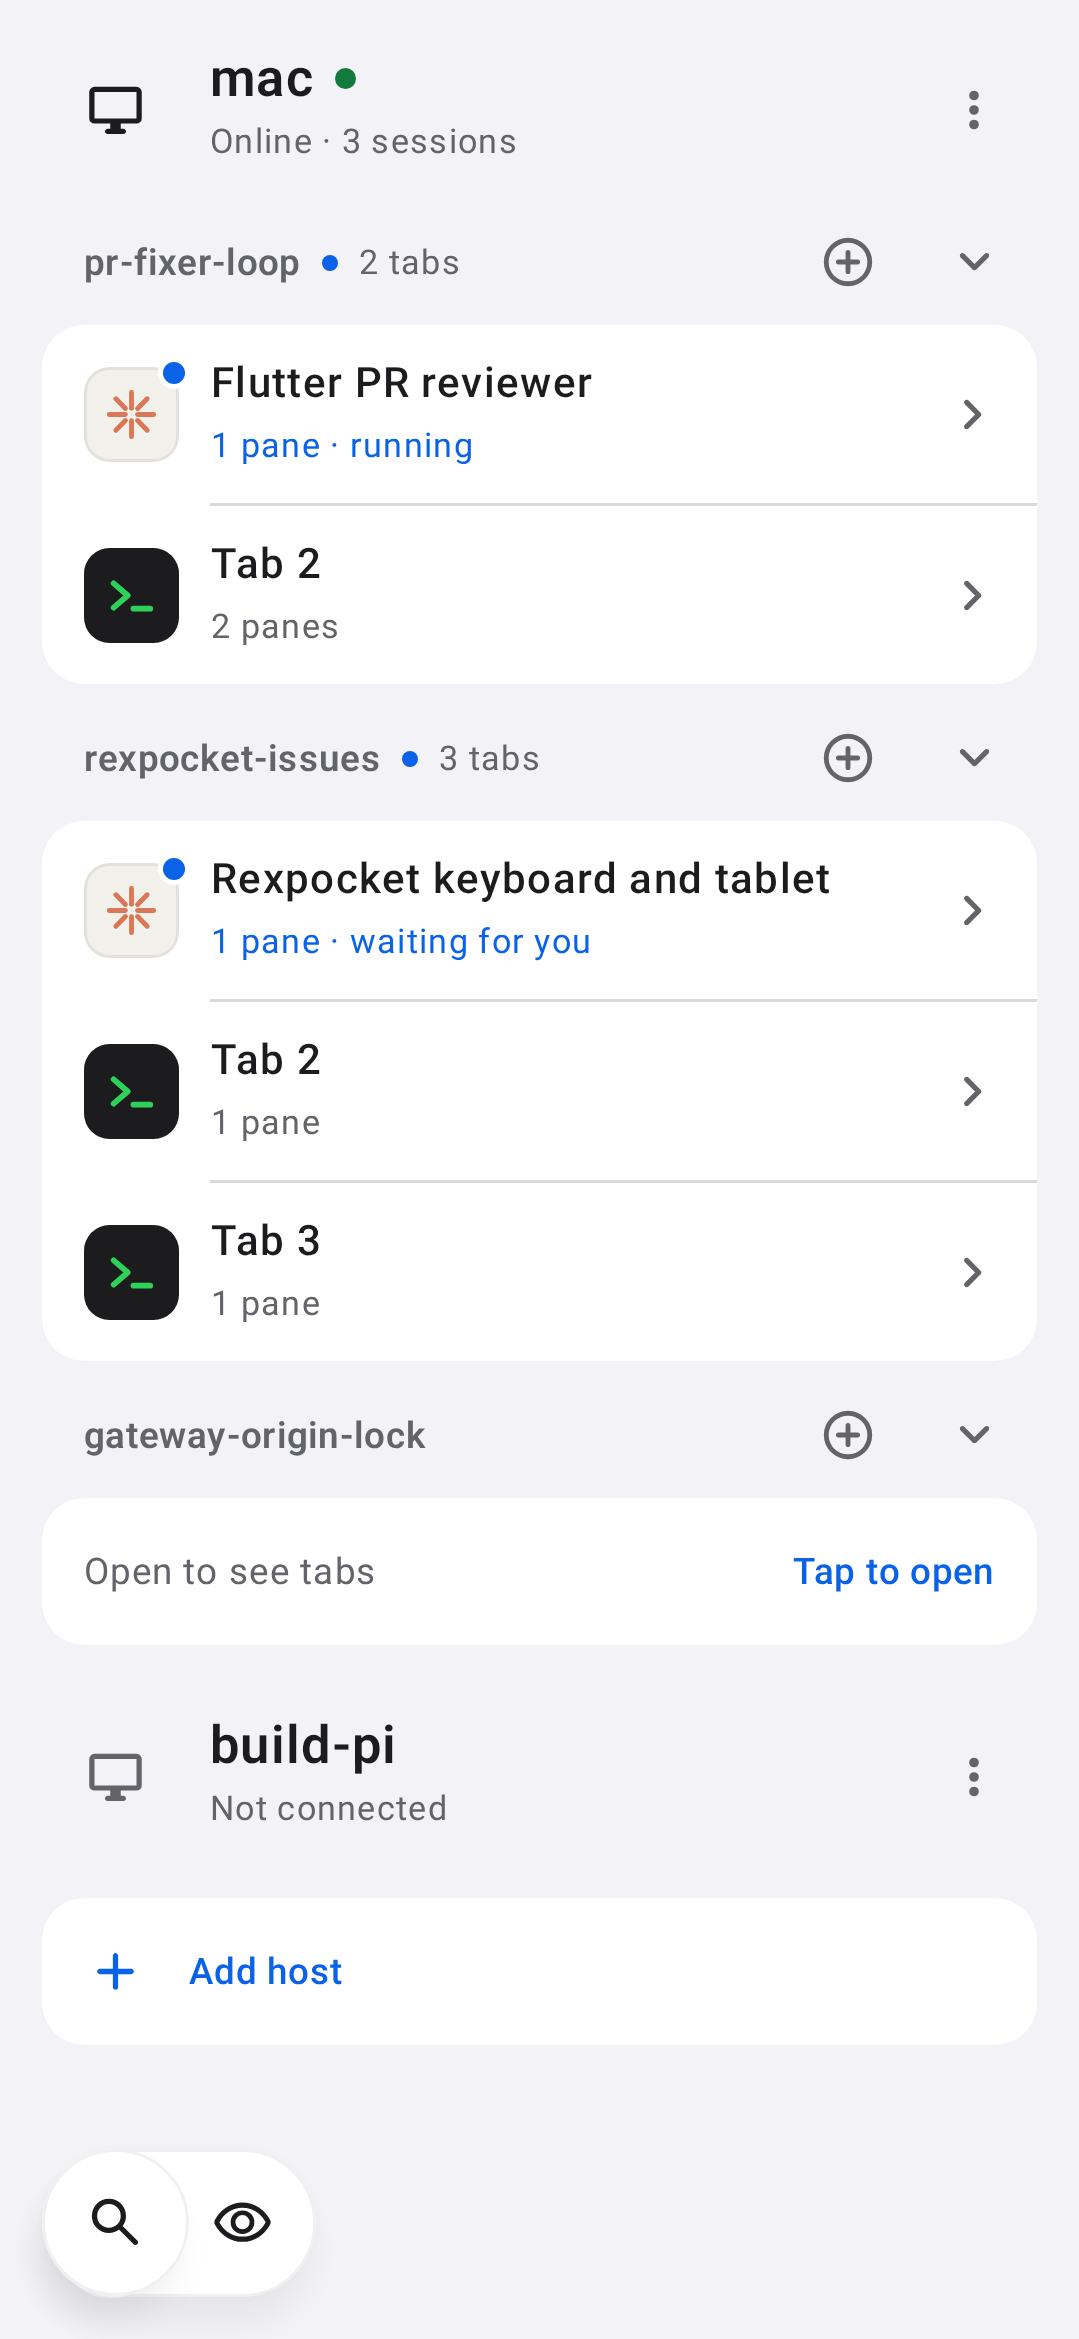 mac
Online · 3 sessions
pr-fixer-loop • 2 tabs
Flutter PR reviewer
1 pane · running
Tab 2
2 panes
rexpocket-issues • 3 tabs
Rexpocket keyboard and tablet
1 pane · waiting for you
Tab 2
1 pane
Tab 3
1 pane
gateway-origin-lock
Open to see tabs Tap to open
build-pi
Not connected
Add host